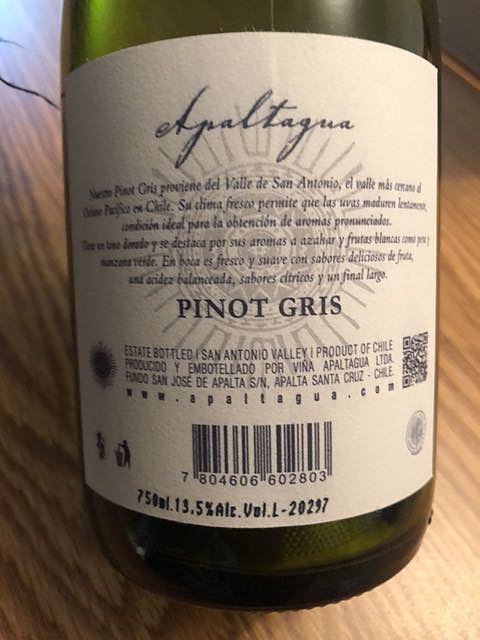 Apaltagua
Nuestro Pinot Gris proviene del Valle de San Antonio, el valle más cercano al
Océano Pacífico en Chile. Su clima fresco permite que las uvas maduren lentamente,
condición ideal para la obtención de aromas pronunciados.
Tiene un tono dorado y se destaca por sus aromas a azahar y frutas blancas como pera y
manzana verde. En boca es fresco y suave con sabores deliciosos de fruta,
una acidez balanceada, sabores cítricos y un final largo.
PINOT GRIS
ESTATE BOTTLED I SAN ANTONIO VALLEY I PRODUCT OF CHILE
PRODUCIDO Y EMBOTELLADO POR VIÑA APALTAGUA LTDA.
FUNDO SAN JOSÉ DE APALTA S/N, APALTA SANTA CRUZ - CHILE.
www.apaltagua.com
7 804606 602803
750ml.13,5%Alc.Vol.L-20297